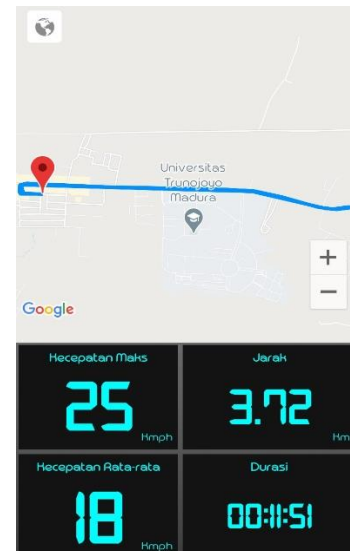 Universitas
Trunojoyo
Madura
+
−
Google
Kecepatan Maks
25
Kmph
Jarak
3.72
Km
Kecepatan Rata-rata
18
Kmph
Durasi
00:11:51